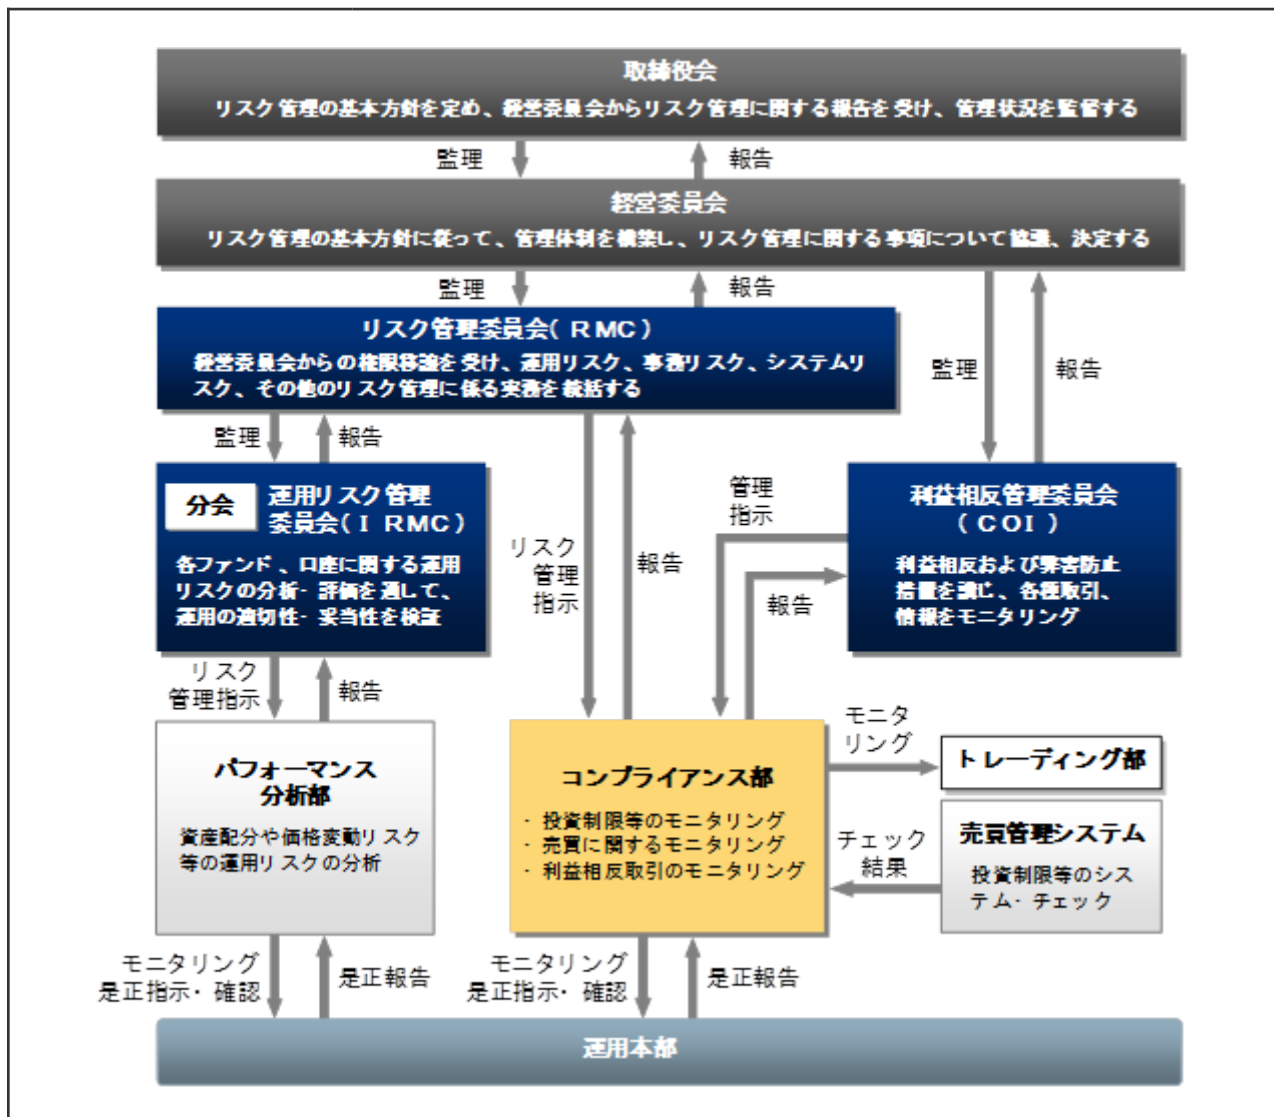 取締役会
リスク管理の基本方針を定め、経営委員会からリスク管理に関する報告を受け、管理状況を監督する
監理
報告
経営委員会
リスク管理の基本方針に従って、管理体制を構築し、リスク管理に関する事項について協議、決定する
監理
報告
リスク管理委員会(RMC)
経営委員会からの権限移譲を受け、運用リスク、事務リスク、システムリ
スク、その他のリスク管理に係る実務を統括する
監理
報告
監理
報告
分会
運用リスク管理
委員会(IRMC)
各ファンド、口座に関する運用
リスクの分析・評価を通して、
運用の適切性・妥当性を検証
リスク
管理
指示
報告
管理
指示
報告
利益相反管理委員会
(COI)
利益相反および弊害防止
措置を講じ、各種取引、
情報をモニタリング
リスク
管理指示
報告
パフォーマンス
分析部
資産配分や価格変動リスク
等の運用リスクの分析
コンプライアンス部
・投資制限等のモニタリング
・売買に関するモニタリング
・利益相反取引のモニタリング
モニタ
リング
トレーディング部
チェック
結果
売買管理システム
投資制限等のシス
テム・チェック
モニタリング
是正指示・確認
是正報告
モニタリング
是正指示・確認
是正報告
運用本部